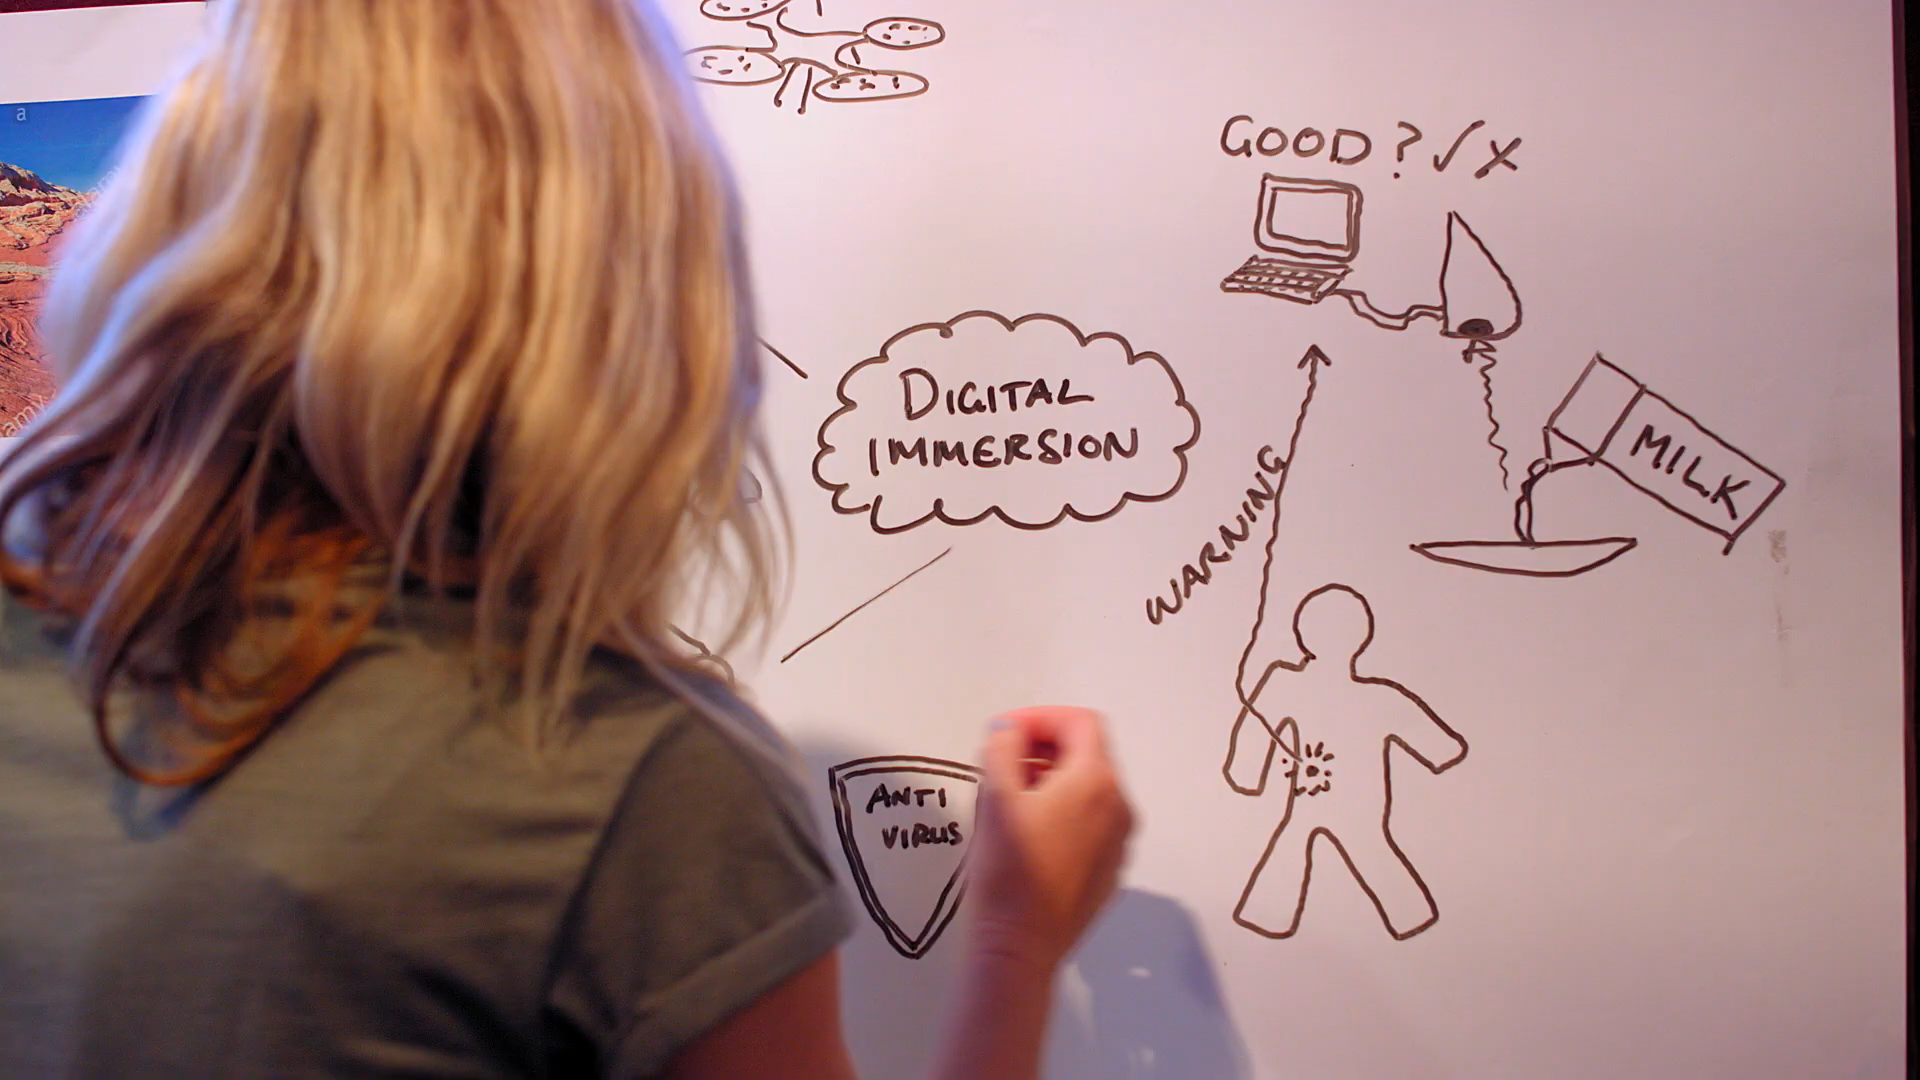 a
GOOD ? ✓ X
DIGITAL
IMMERSION
MILK
WARNING
ANTI
VIRUS